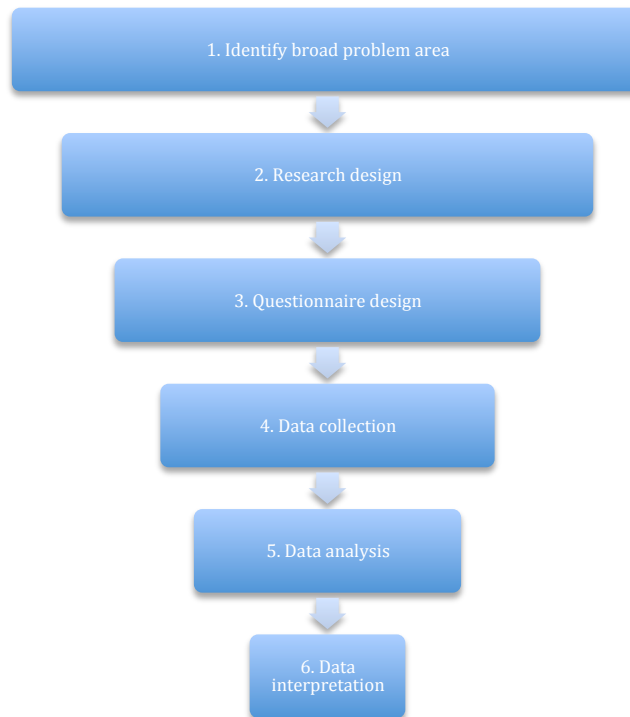 1. Identify broad problem area
2. Research design
3. Questionnaire design
4. Data collection
5. Data analysis
6. Data
interpretation